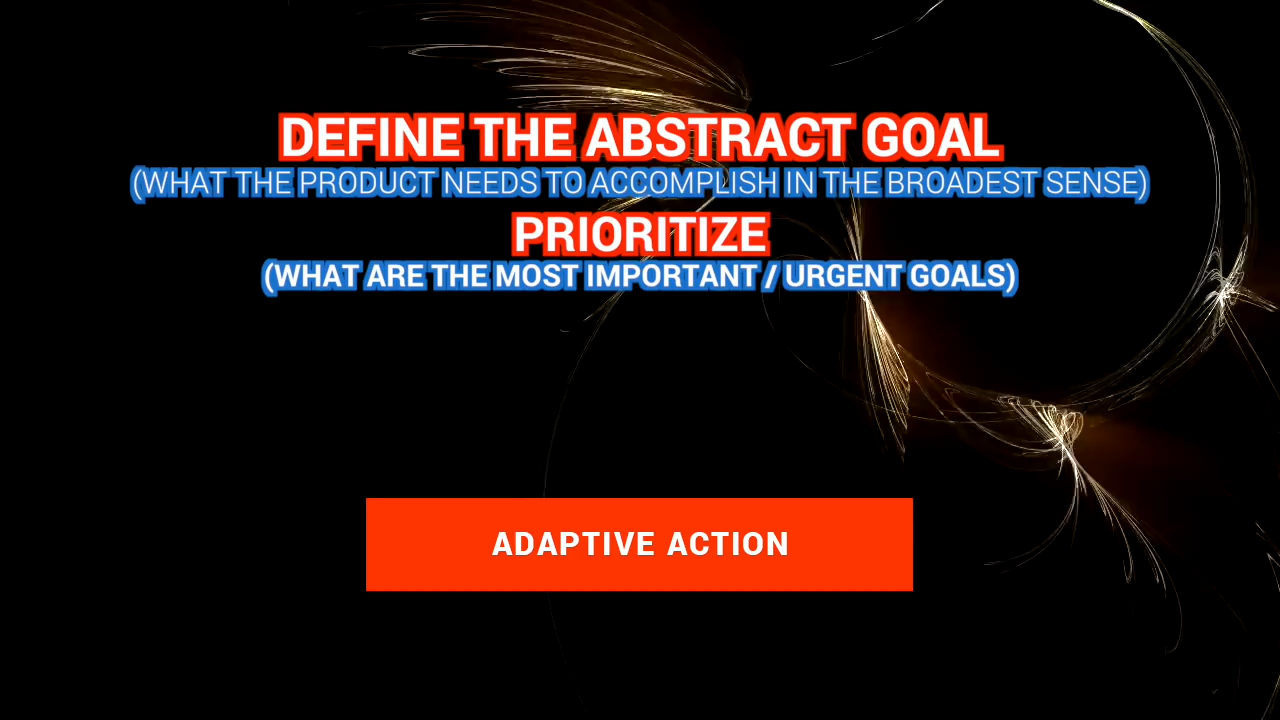 DEFINE THE ABSTRACT GOAL
(WHAT THE PRODUCT NEEDS TO ACCOMPLISH IN THE BROADEST SENSE)
PRIORITIZE
(WHAT ARE THE MOST IMPORTANT / URGENT GOALS)
ADAPTIVE ACTION